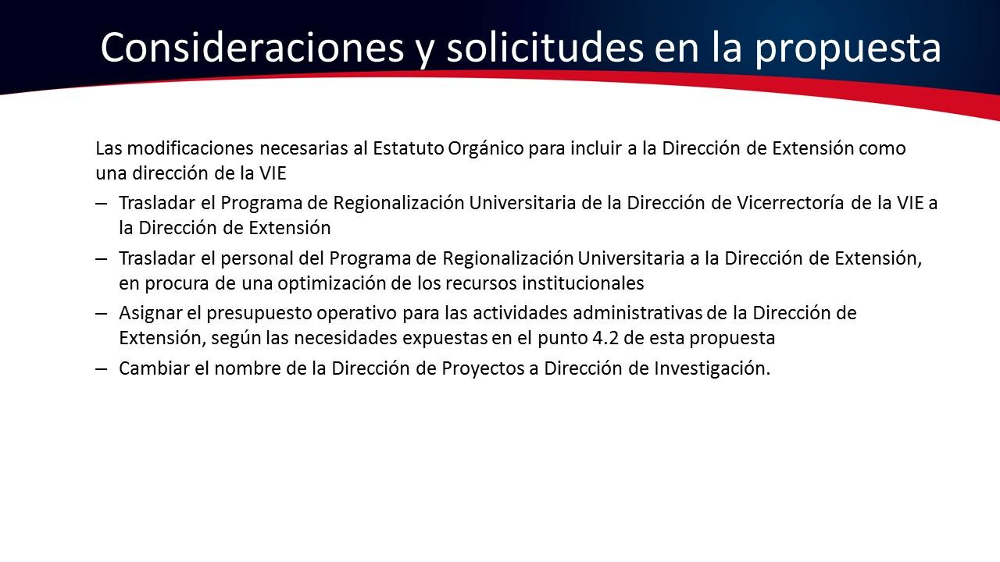 Consideraciones y solicitudes en la propuesta
Las modificaciones necesarias al Estatuto Orgánico para incluir a la Dirección de Extensión como
una dirección de la VIE
– Trasladar el Programa de Regionalización Universitaria de la Dirección de Vicerrectoría de la VIE a
la Dirección de Extensión
– Trasladar el personal del Programa de Regionalización Universitaria a la Dirección de Extensión,
en procura de una optimización de los recursos institucionales
– Asignar el presupuesto operativo para las actividades administrativas de la Dirección de
Extensión, según las necesidades expuestas en el punto 4.2 de esta propuesta
– Cambiar el nombre de la Dirección de Proyectos a Dirección de Investigación.